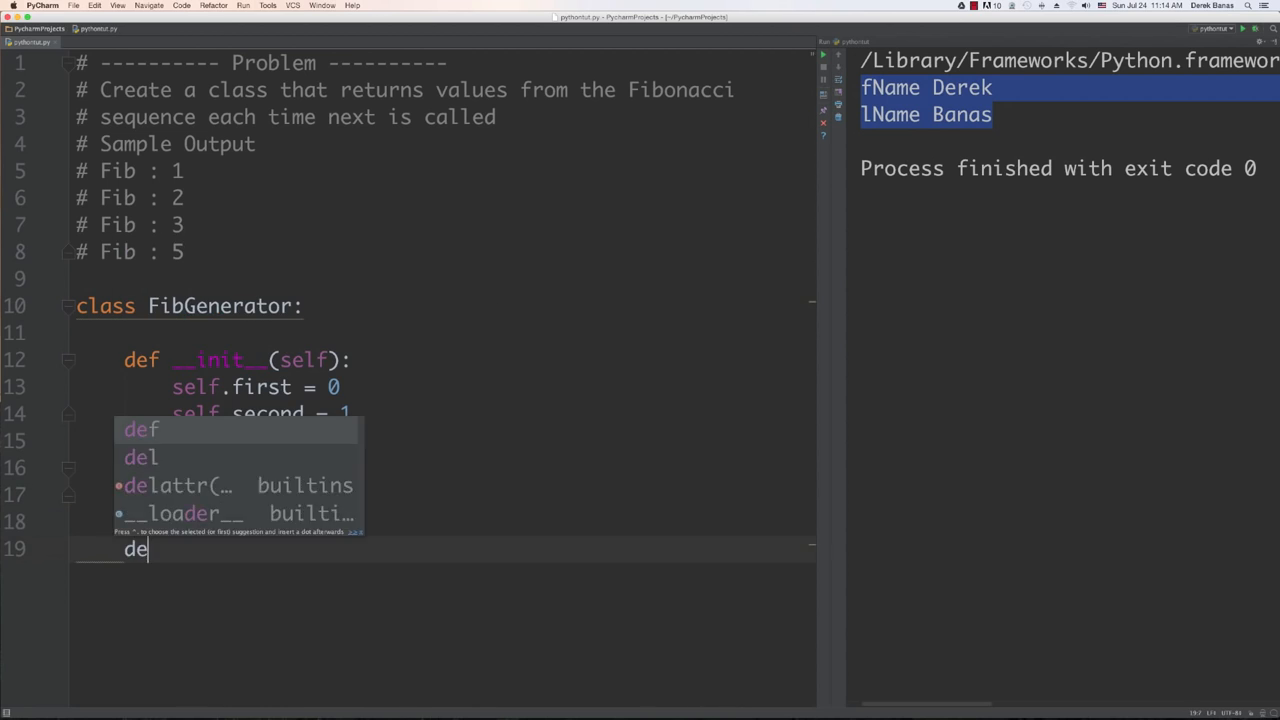 PyCharm File Edit View Navigate Code Refactor Run Tools VCS Window Help
10 Sun Jul 24 11:14 AM Derek Banas
pythontut.py - PycharmProjects - [~/PycharmProjects]
PycharmProjects pythontut.py
pythontut
pythontut.py
Run: pythontut
1 # ---------- Problem ----------
2 # Create a class that returns values from the Fibonacci
3 # sequence each time next is called
4 # Sample Output
5 # Fib : 1
6 # Fib : 2
7 # Fib : 3
8 # Fib : 5
9
10 class FibGenerator:
11
12 def __init__(self):
13 self.first = 0
14 self.second = 1
15
16
17
18
19 de
def
del
delattr(… builtins
__loader__ builti…
Press ^. to choose the selected (or first) suggestion and insert a dot afterwards >>
/Library/Frameworks/Python.framewor
fName Derek
lName Banas
Process finished with exit code 0
19:7 LF÷ UTF-8÷